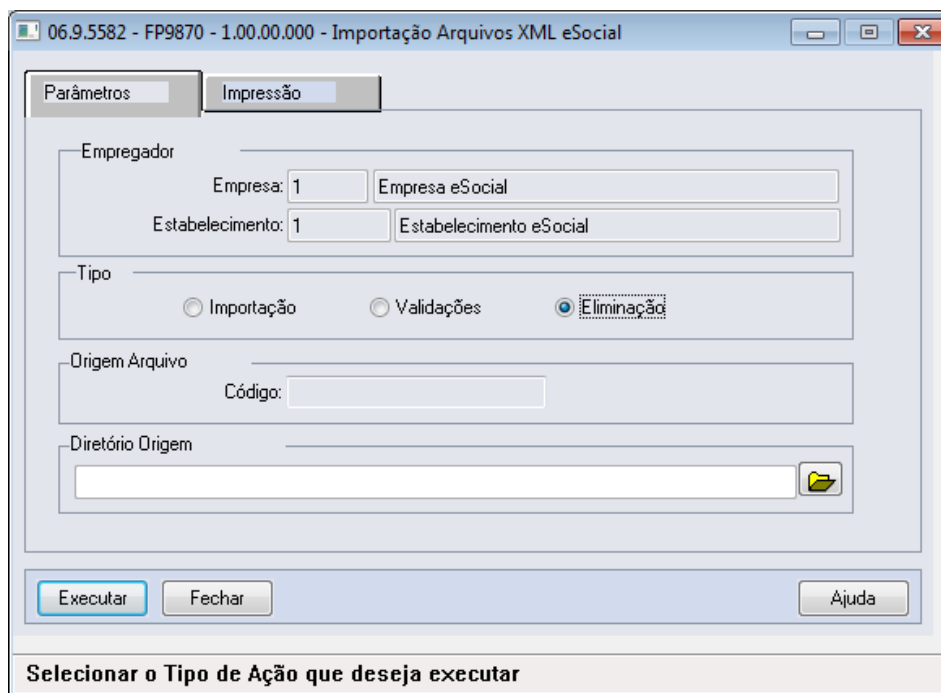 06.9.5582 - FP9870 - 1.00.00.000 - Importação Arquivos XML eSocial
Parâmetros Impressão
Empregador
Empresa: 1 Empresa eSocial
Estabelecimento: 1 Estabelecimento eSocial
Tipo
Importação Validações Eliminação
Origem Arquivo
Código:
Diretório Origem
Executar Fechar Ajuda
Selecionar o Tipo de Ação que deseja executar